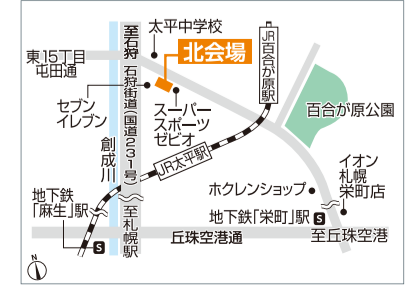 太平中学校
北会場
東15丁目
屯田通
至石狩
石狩街道(国道231号)
至札幌駅
JR百合が原駅
セブン
イレブン
スーパー
スポーツ
ゼビオ
百合が原公園
創成川
JR太平駅
イオン
札幌
栄町店
ホクレンショップ
地下鉄
「麻生」駅
S
地下鉄「栄町」駅
S
丘珠空港通
至丘珠空港
N